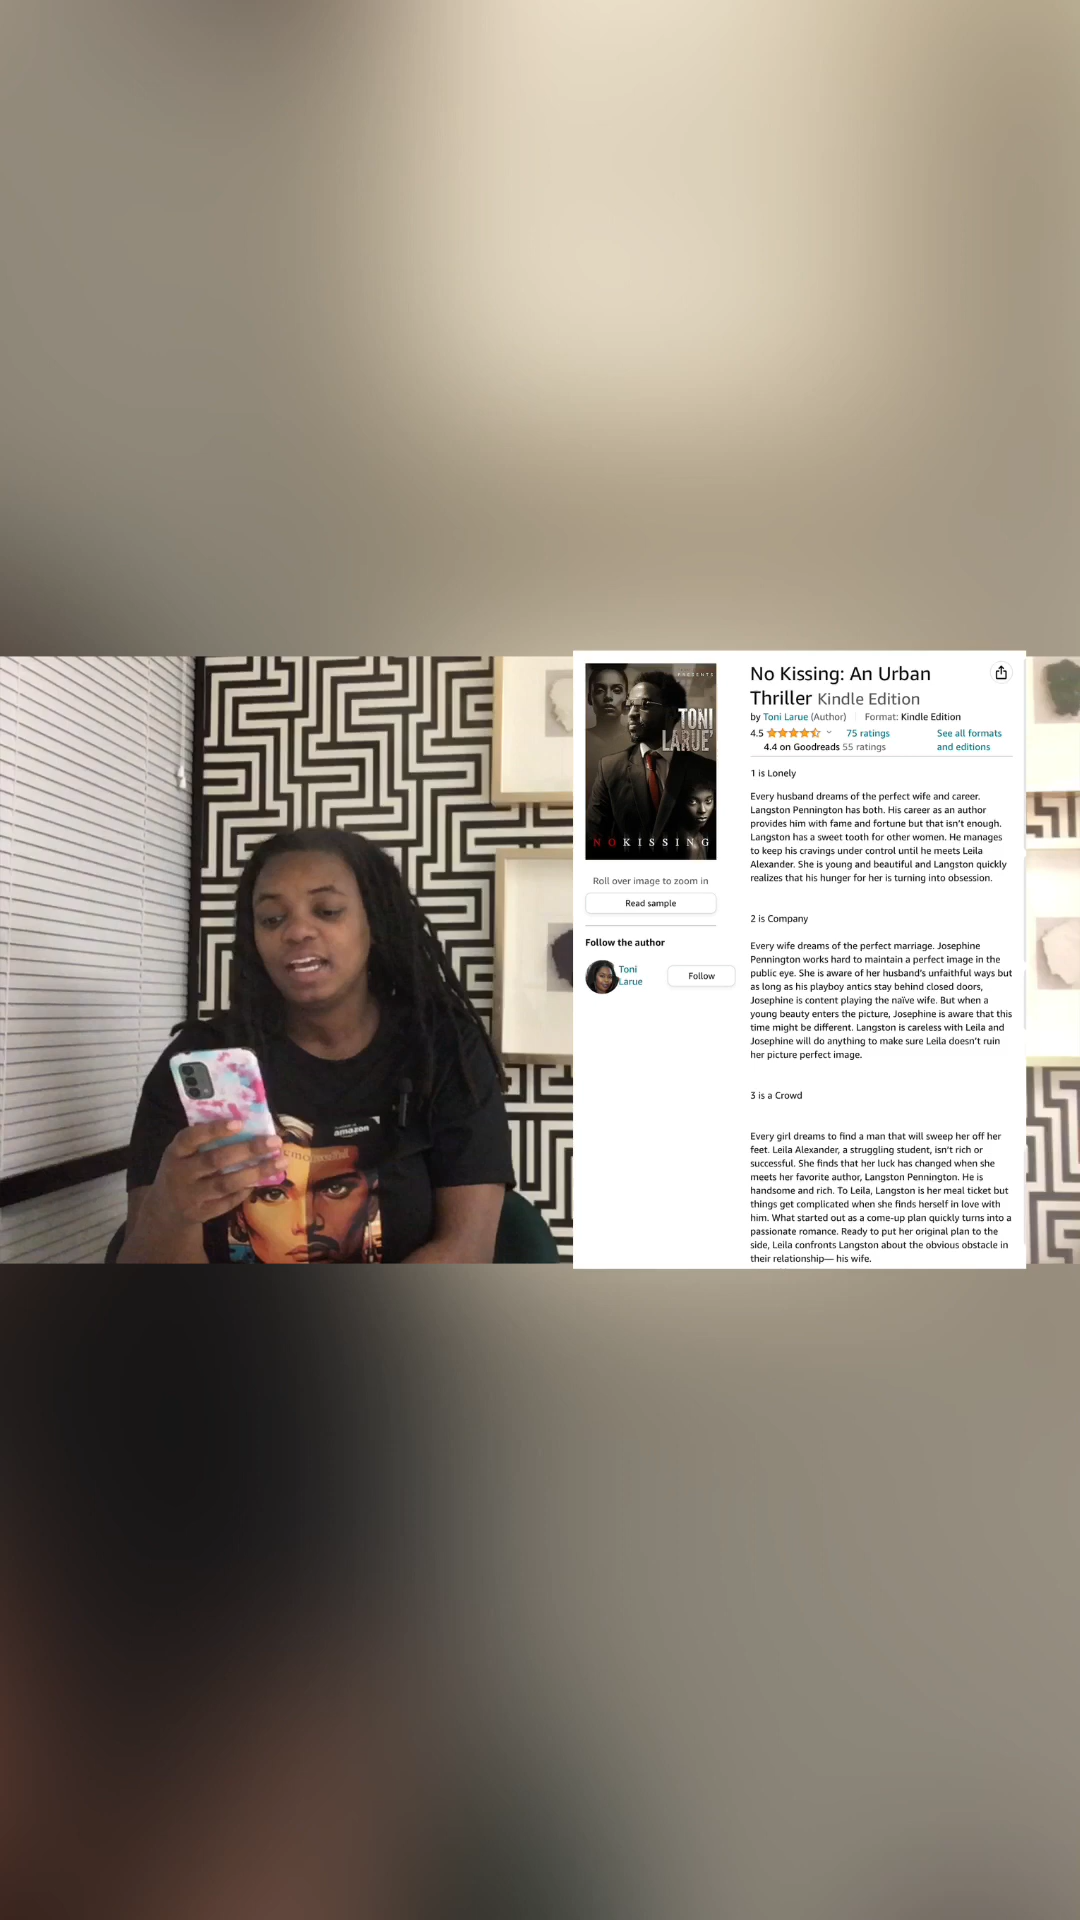 amazon
PRESENTS
TONI
LARUE'
NO KISSING
Roll over image to zoom in
Read sample
Follow the author
Toni
Larue
Follow
No Kissing: An Urban
Thriller Kindle Edition
by Toni Larue (Author) | Format: Kindle Edition
4.5 75 ratings See all formats
4.4 on Goodreads 55 ratings and editions
1 is Lonely
Every husband dreams of the perfect wife and career.
Langston Pennington has both. His career as an author
provides him with fame and fortune but that isn't enough.
Langston has a sweet tooth for other women. He manages
to keep his cravings under control until he meets Leila
Alexander. She is young and beautiful and Langston quickly
realizes that his hunger for her is turning into obsession.
2 is Company
Every wife dreams of the perfect marriage. Josephine
Pennington works hard to maintain a perfect image in the
public eye. She is aware of her husband's unfaithful ways but
as long as his playboy antics stay behind closed doors,
Josephine is content playing the naïve wife. But when a
young beauty enters the picture, Josephine is aware that this
time might be different. Langston is careless with Leila and
Josephine will do anything to make sure Leila doesn't ruin
her picture perfect image.
3 is a Crowd
Every girl dreams to find a man that will sweep her off her
feet. Leila Alexander, a struggling student, isn't rich or
successful. She finds that her luck has changed when she
meets her favorite author, Langston Pennington. He is
handsome and rich. To Leila, Langston is her meal ticket but
things get complicated when she finds herself in love with
him. What started out as a come-up plan quickly turns into a
passionate romance. Ready to put her original plan to the
side, Leila confronts Langston about the obvious obstacle in
their relationship— his wife.